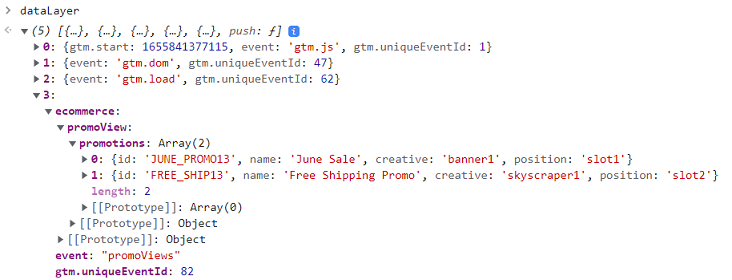 dataLayer
(5) [{…}, {…}, {…}, {…}, {…}, push: ƒ] i
0: {gtm.start: 1655841377115, event: 'gtm.js', gtm.uniqueEventId: 1}
1: {event: 'gtm.dom', gtm.uniqueEventId: 47}
2: {event: 'gtm.load', gtm.uniqueEventId: 62}
3:
ecommerce:
promoView:
promotions: Array(2)
0: {id: 'JUNE_PROMO13', name: 'June Sale', creative: 'banner1', position: 'slot1'}
1: {id: 'FREE_SHIP13', name: 'Free Shipping Promo', creative: 'skyscraper1', position: 'slot2'}
length: 2
[[Prototype]]: Array(0)
[[Prototype]]: Object
[[Prototype]]: Object
event: "promoViews"
gtm.uniqueEventId: 82